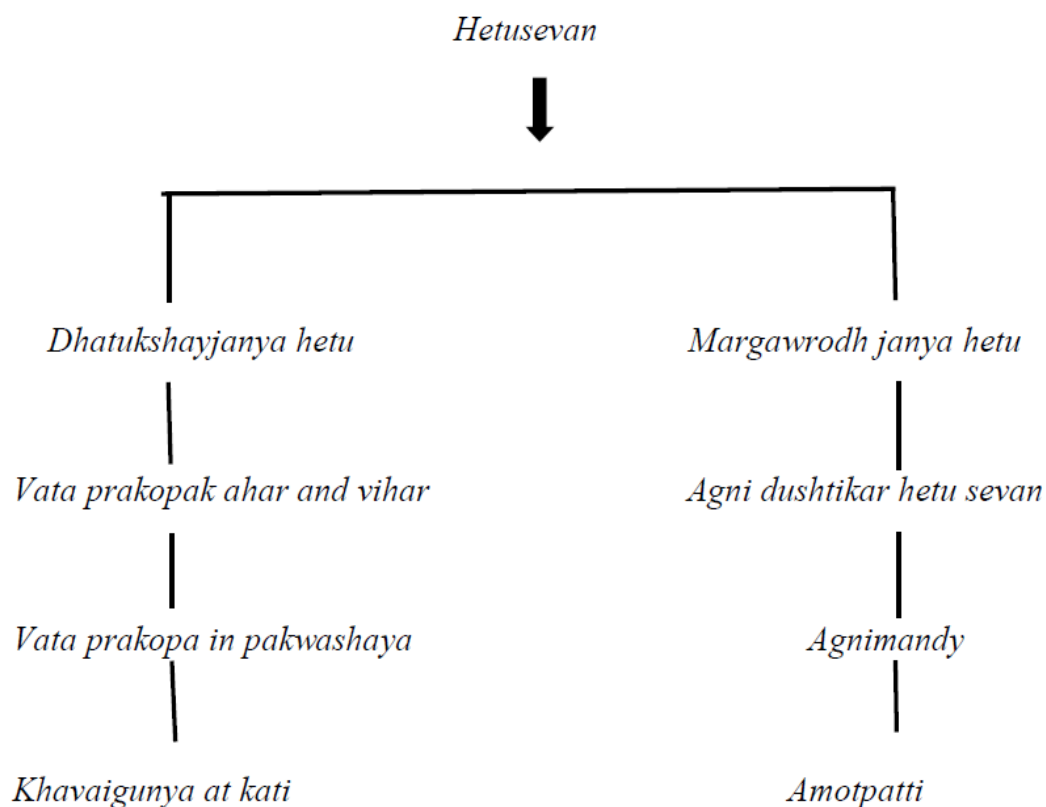 Hetusevan
Dhatukshayjanya hetu
Margawrodh janya hetu
Vata prakopak ahar and vihar
Agni dushtikar hetu sevan
Vata prakopa in pakwashaya
Agnimandy
Khavaigunya at kati
Amotpatti